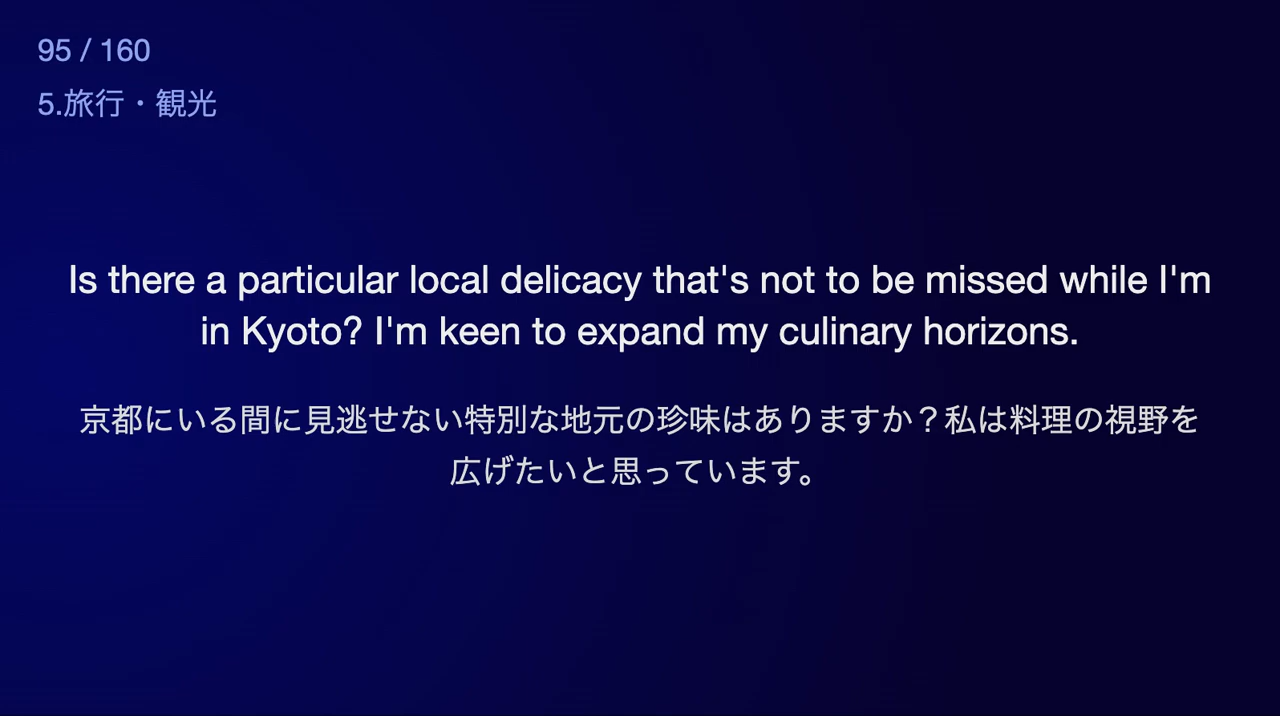 95 / 160
5.旅行・観光
Is there a particular local delicacy that's not to be missed while I'm
in Kyoto? I'm keen to expand my culinary horizons.
京都にいる間に見逃せない特別な地元の珍味はありますか？私は料理の視野を
広げたいと思っています。